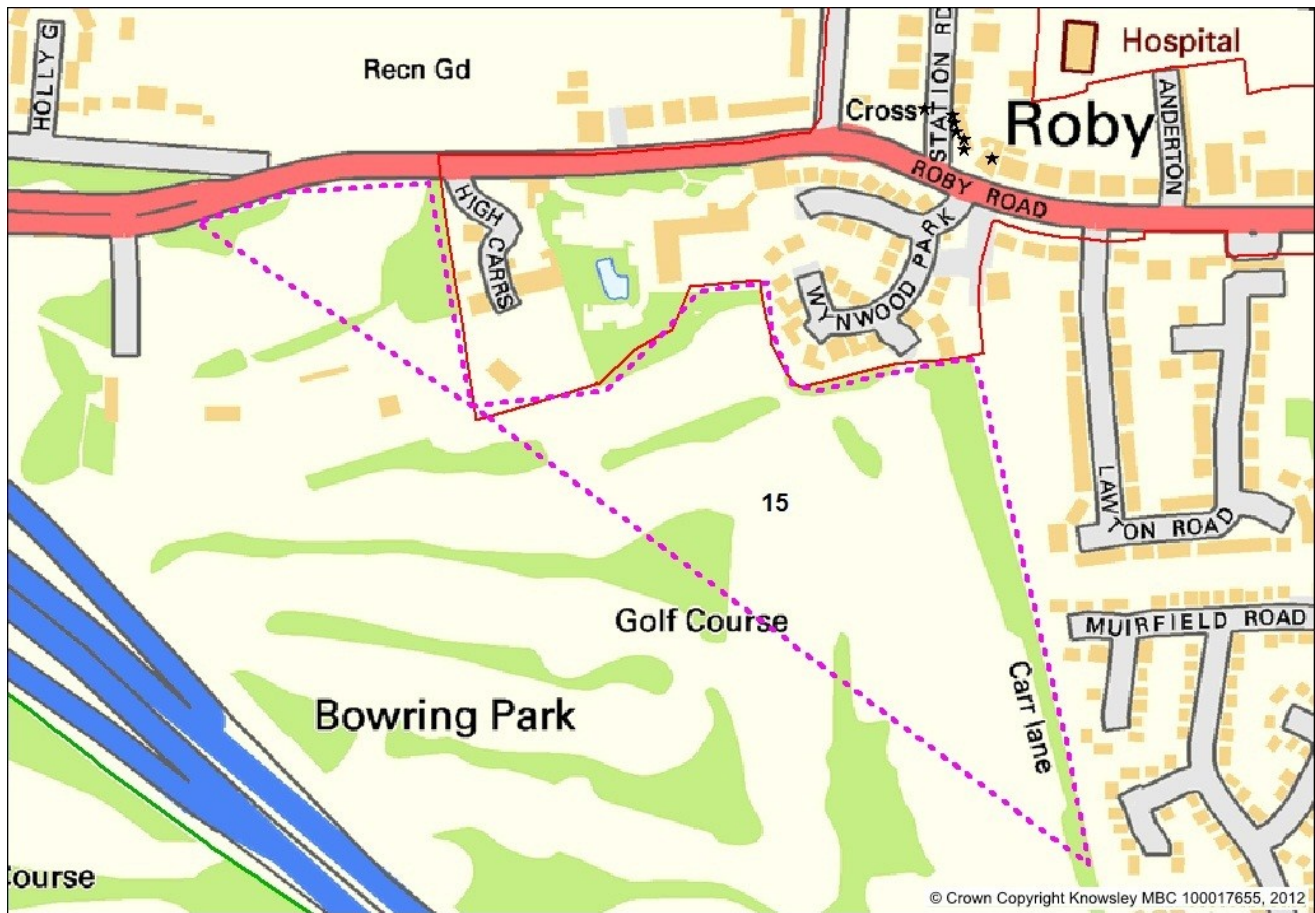 HOLLY G
Recn Gd
STATION RD
Hospital
Cross
Roby
ANDERTON
ROBY ROAD
HIGH CARRS
WYNWOOD PARK
LAWTON ROAD
15
Golf Course
MUIRFIELD ROAD
Bowring Park
Carr lane
Course
© Crown Copyright Knowsley MBC 100017655, 2012